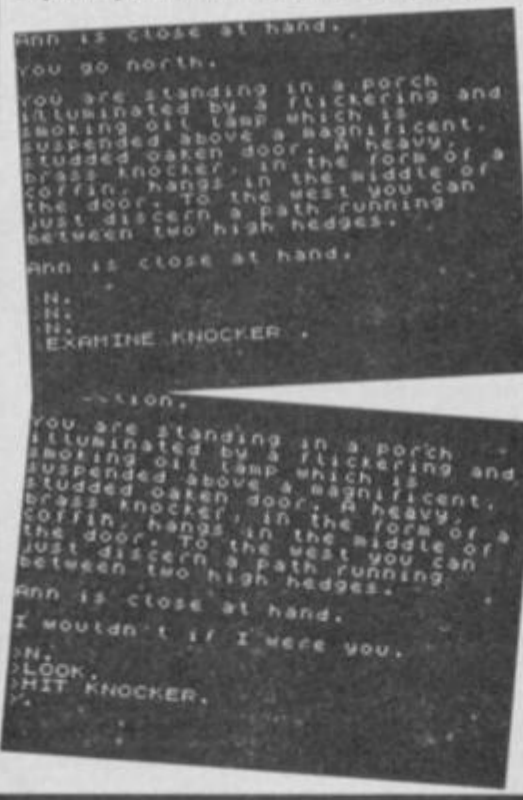 Ann is close at hand.
You go north.
You are standing in a porch
illuminated by a flickering and
smoking oil lamp which is
suspended above a magnificent,
studded oaken door. A heavy,
brass knocker, in the form of a
coffin, hangs in the middle of
the door. To the west you can
just discern a path running
between two high hedges.
Ann is close at hand.
>N.
>N.
>N.
>EXAMINE KNOCKER .
You are standing in a porch
illuminated by a flickering and
smoking oil lamp which is
suspended above a magnificent,
studded oaken door. A heavy,
brass knocker, in the form of a
coffin, hangs in the middle of
the door. To the west you can
just discern a path running
between two high hedges.
Ann is close at hand.
I wouldn't if I were you.
>N.
>LOOK.
>HIT KNOCKER.
>.